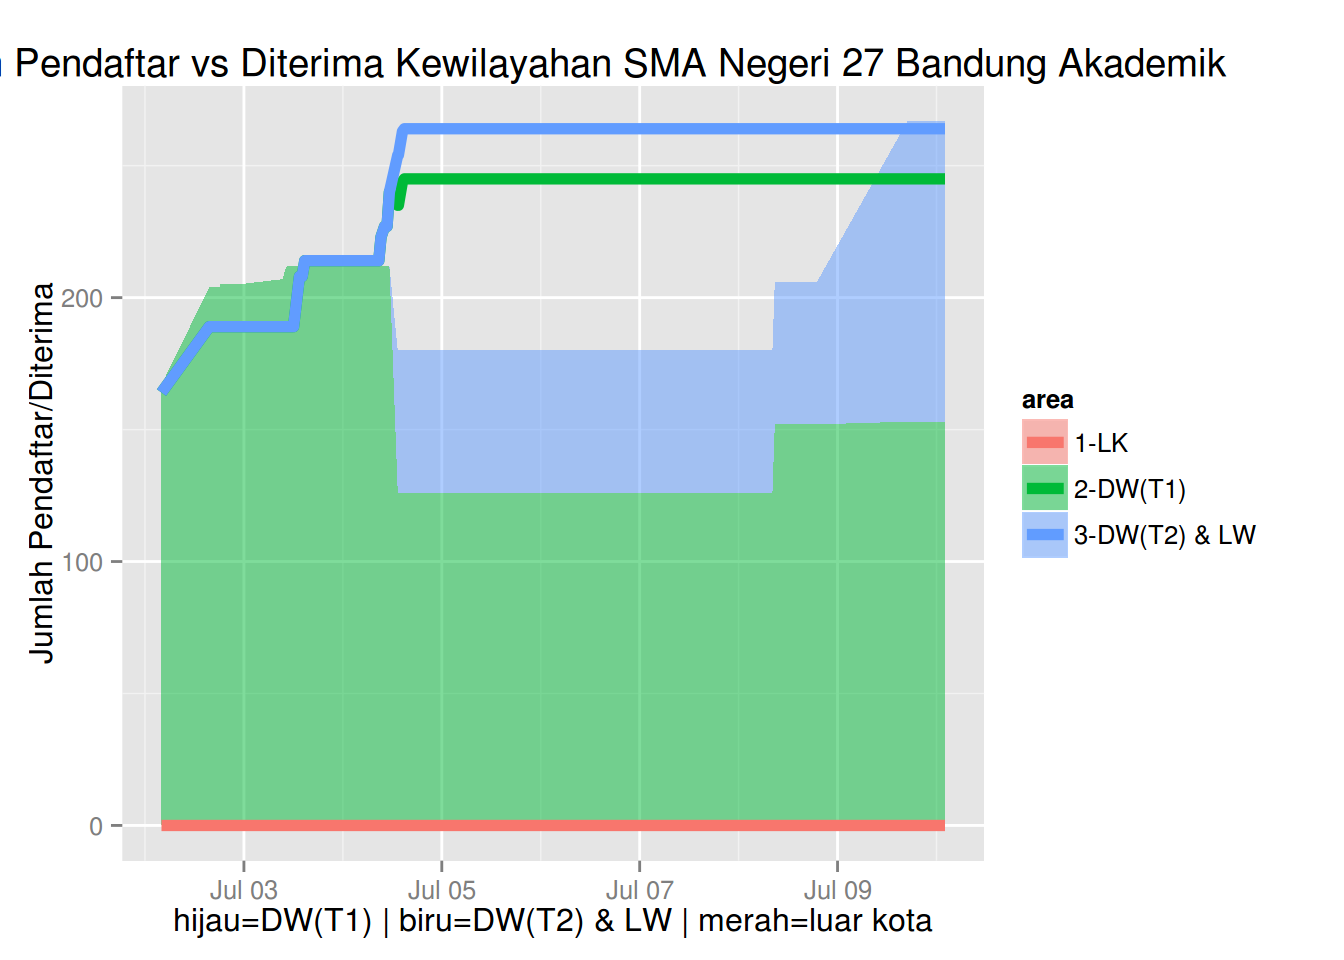 Pendaftar vs Diterima Kewilayahan SMA Negeri 27 Bandung Akademik
Jumlah Pendaftar/Diterima
200
100
0
Jul 03
Jul 05
Jul 07
Jul 09
hijau=DW(T1) | biru=DW(T2) & LW | merah=luar kota
area
1-LK
2-DW(T1)
3-DW(T2) & LW